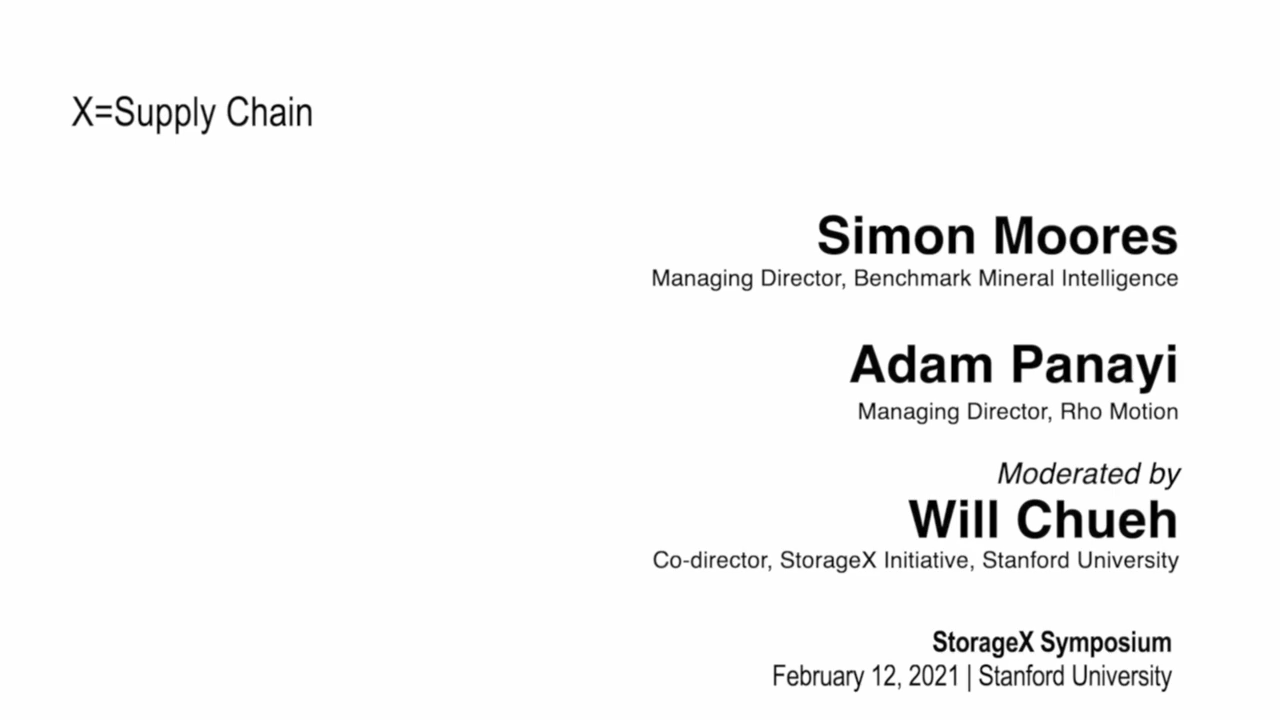 X=Supply Chain
Simon Moores
Managing Director, Benchmark Mineral Intelligence
Adam Panayi
Managing Director, Rho Motion
Moderated by
Will Chueh
Co-director, StorageX Initiative, Stanford University
StorageX Symposium
February 12, 2021 | Stanford University